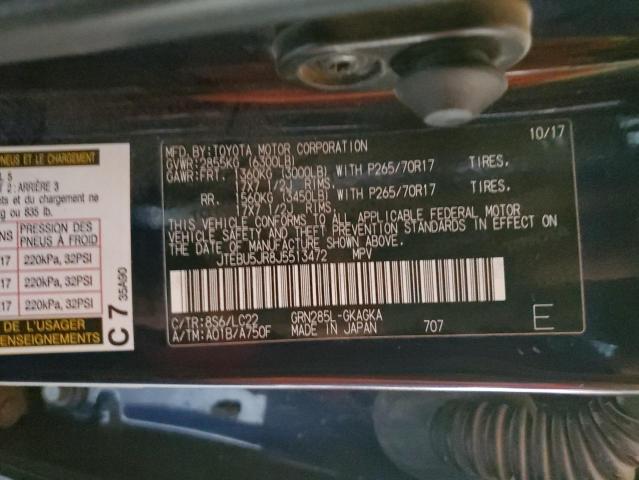 MFD. BY: TOYOTA MOTOR CORPORATION 10/17
GVWR: 2855KG (6300LB)
GAWR: FRT. 1360KG (3000LB) WITH P265/70R17 TIRES,
17X7 1/2J RIMS.
RR. 1560KG (3450LB) WITH P265/70R17 TIRES,
17X7 1/2J RIMS.
THIS VEHICLE CONFORMS TO ALL APPLICABLE FEDERAL MOTOR
VEHICLE SAFETY AND THEFT PREVENTION STANDARDS IN EFFECT ON
THE DATE OF MANUFACTURE SHOWN ABOVE.
JTEBU5JR8J5513472 MPV
C/TR: 8S6/LC22 GRN285L-GKAGKA
A/TM: A01B/A750F MADE IN JAPAN 707 E
PNEUS ET LE CHARGEMENT
5
2 : ARRIÈRE 3
ts et du chargement ne
kg ou 835 lb.
PRESSION DES
PNEUS À FROID
17 220kPa, 32PSI
17 220kPa, 32PSI
17 220kPa, 32PSI
DE L'USAGER
RENSEIGNEMENTS
C 7 35A90